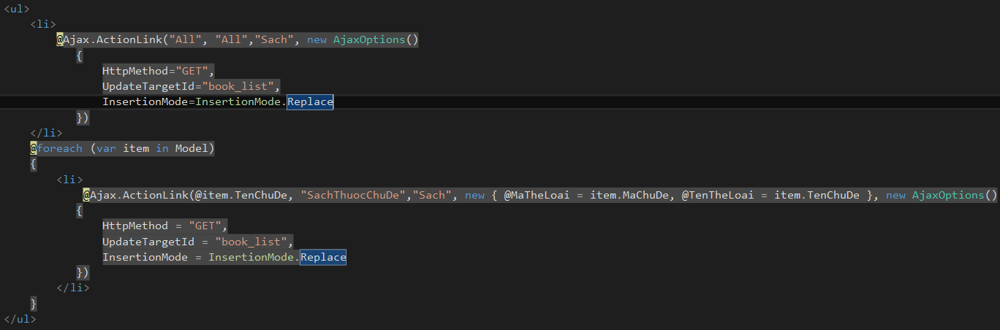 <ul>
    <li>
        @Ajax.ActionLink("All", "All","Sach", new AjaxOptions()
           {
               HttpMethod="GET",
               UpdateTargetId="book_list",
               InsertionMode=InsertionMode.Replace
           })
    </li>
    @foreach (var item in Model)
    {
        <li>
            @Ajax.ActionLink(@item.TenChuDe, "SachThuocChuDe","Sach", new { @MaTheLoai = item.MaChuDe, @TenTheLoai = item.TenChuDe }, new AjaxOptions()
           {
               HttpMethod = "GET",
               UpdateTargetId = "book_list",
               InsertionMode = InsertionMode.Replace
           })
        </li>
    }
</ul>